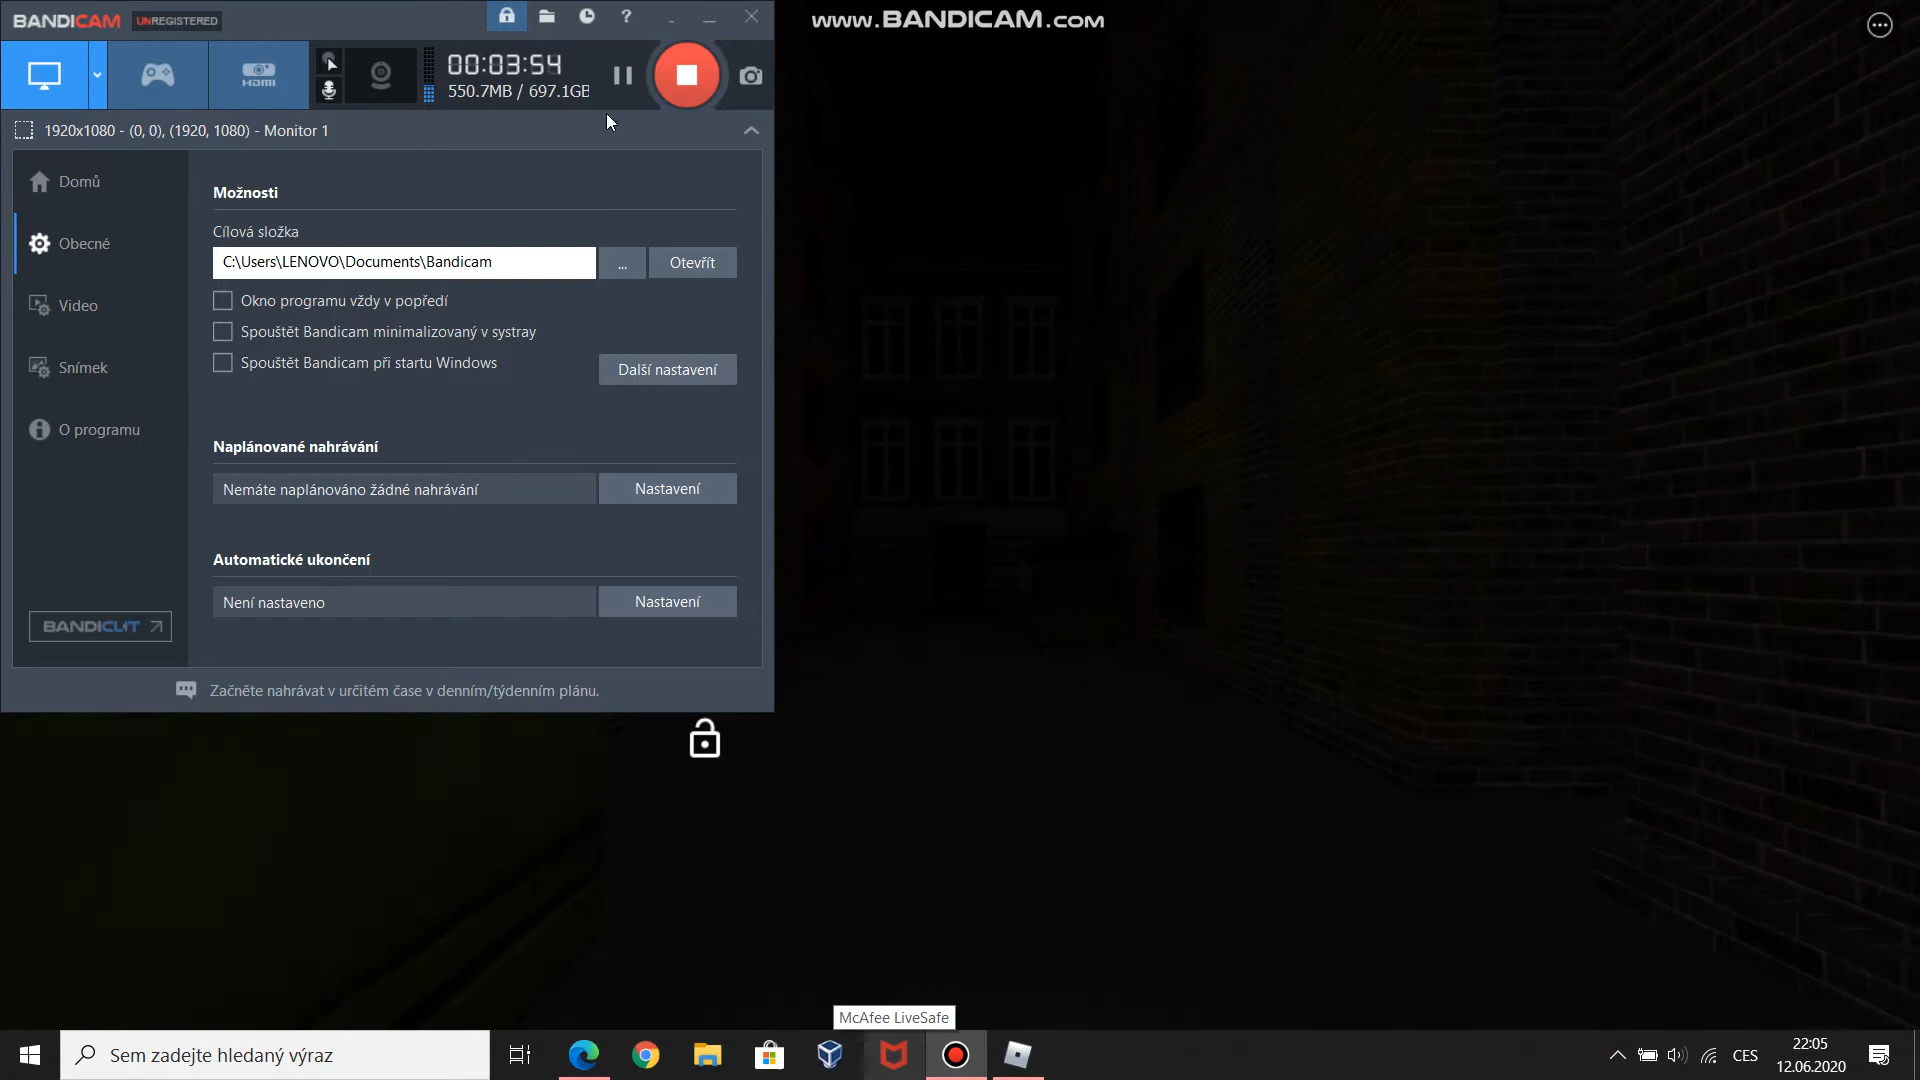 BANDICAM UNREGISTERED
www.BANDICAM.com
HDMI
00:03:54
550.7MB / 697.1GB
1920x1080 - (0, 0), (1920, 1080) - Monitor 1
Domů
Obecné
Video
Snímek
O programu
BANDICUT
Možnosti
Cílová složka
C:\Users\LENOVO\Documents\Bandicam
...
Otevřít
Okno programu vždy v popředí
Spouštět Bandicam minimalizovaný v systray
Spouštět Bandicam při startu Windows
Další nastavení
Naplánované nahrávání
Nemáte naplánováno žádné nahrávání
Nastavení
Automatické ukončení
Není nastaveno
Nastavení
Začněte nahrávat v určitém čase v denním/týdenním plánu.
McAfee LiveSafe
Sem zadejte hledaný výraz
CES
22:05
12.06.2020